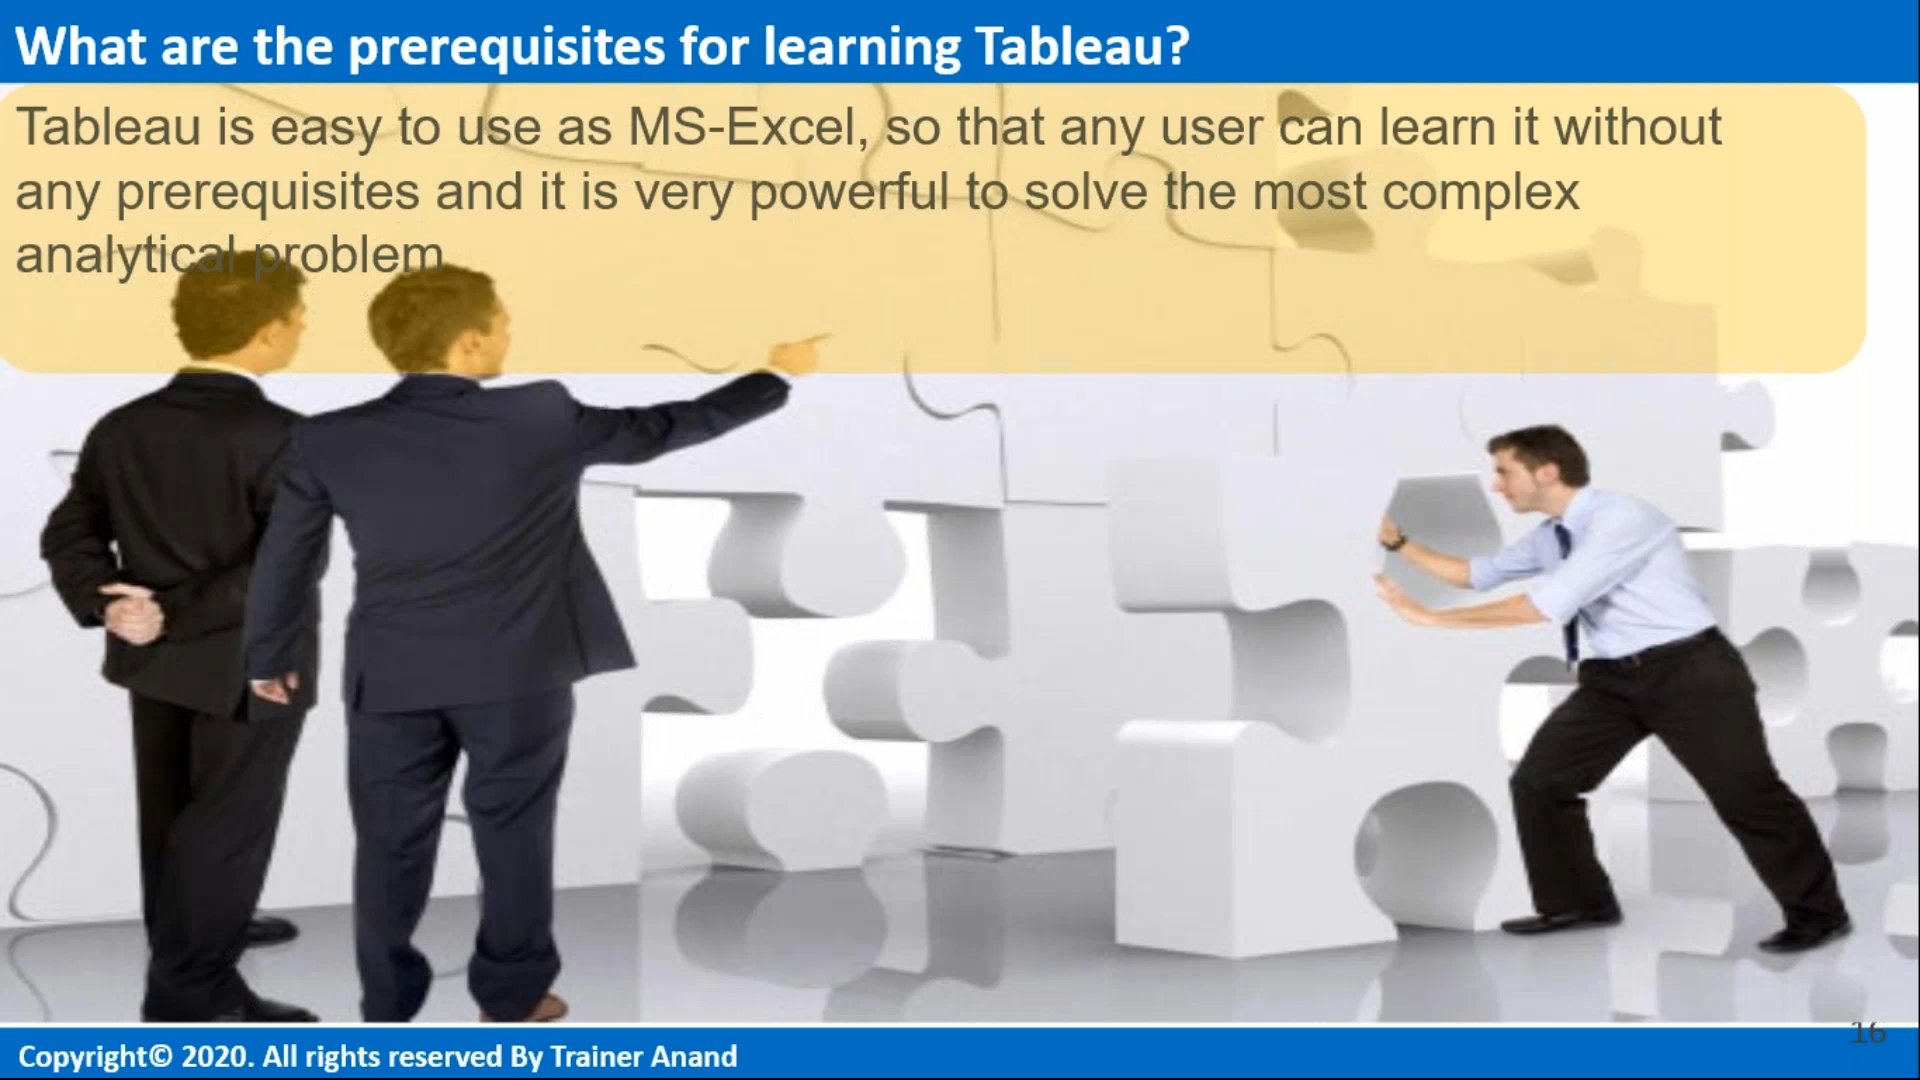 What are the prerequisites for learning Tableau?
Tableau is easy to use as MS-Excel, so that any user can learn it without
any prerequisites and it is very powerful to solve the most complex
analytical problem
16
Copyright© 2020. All rights reserved By Trainer Anand